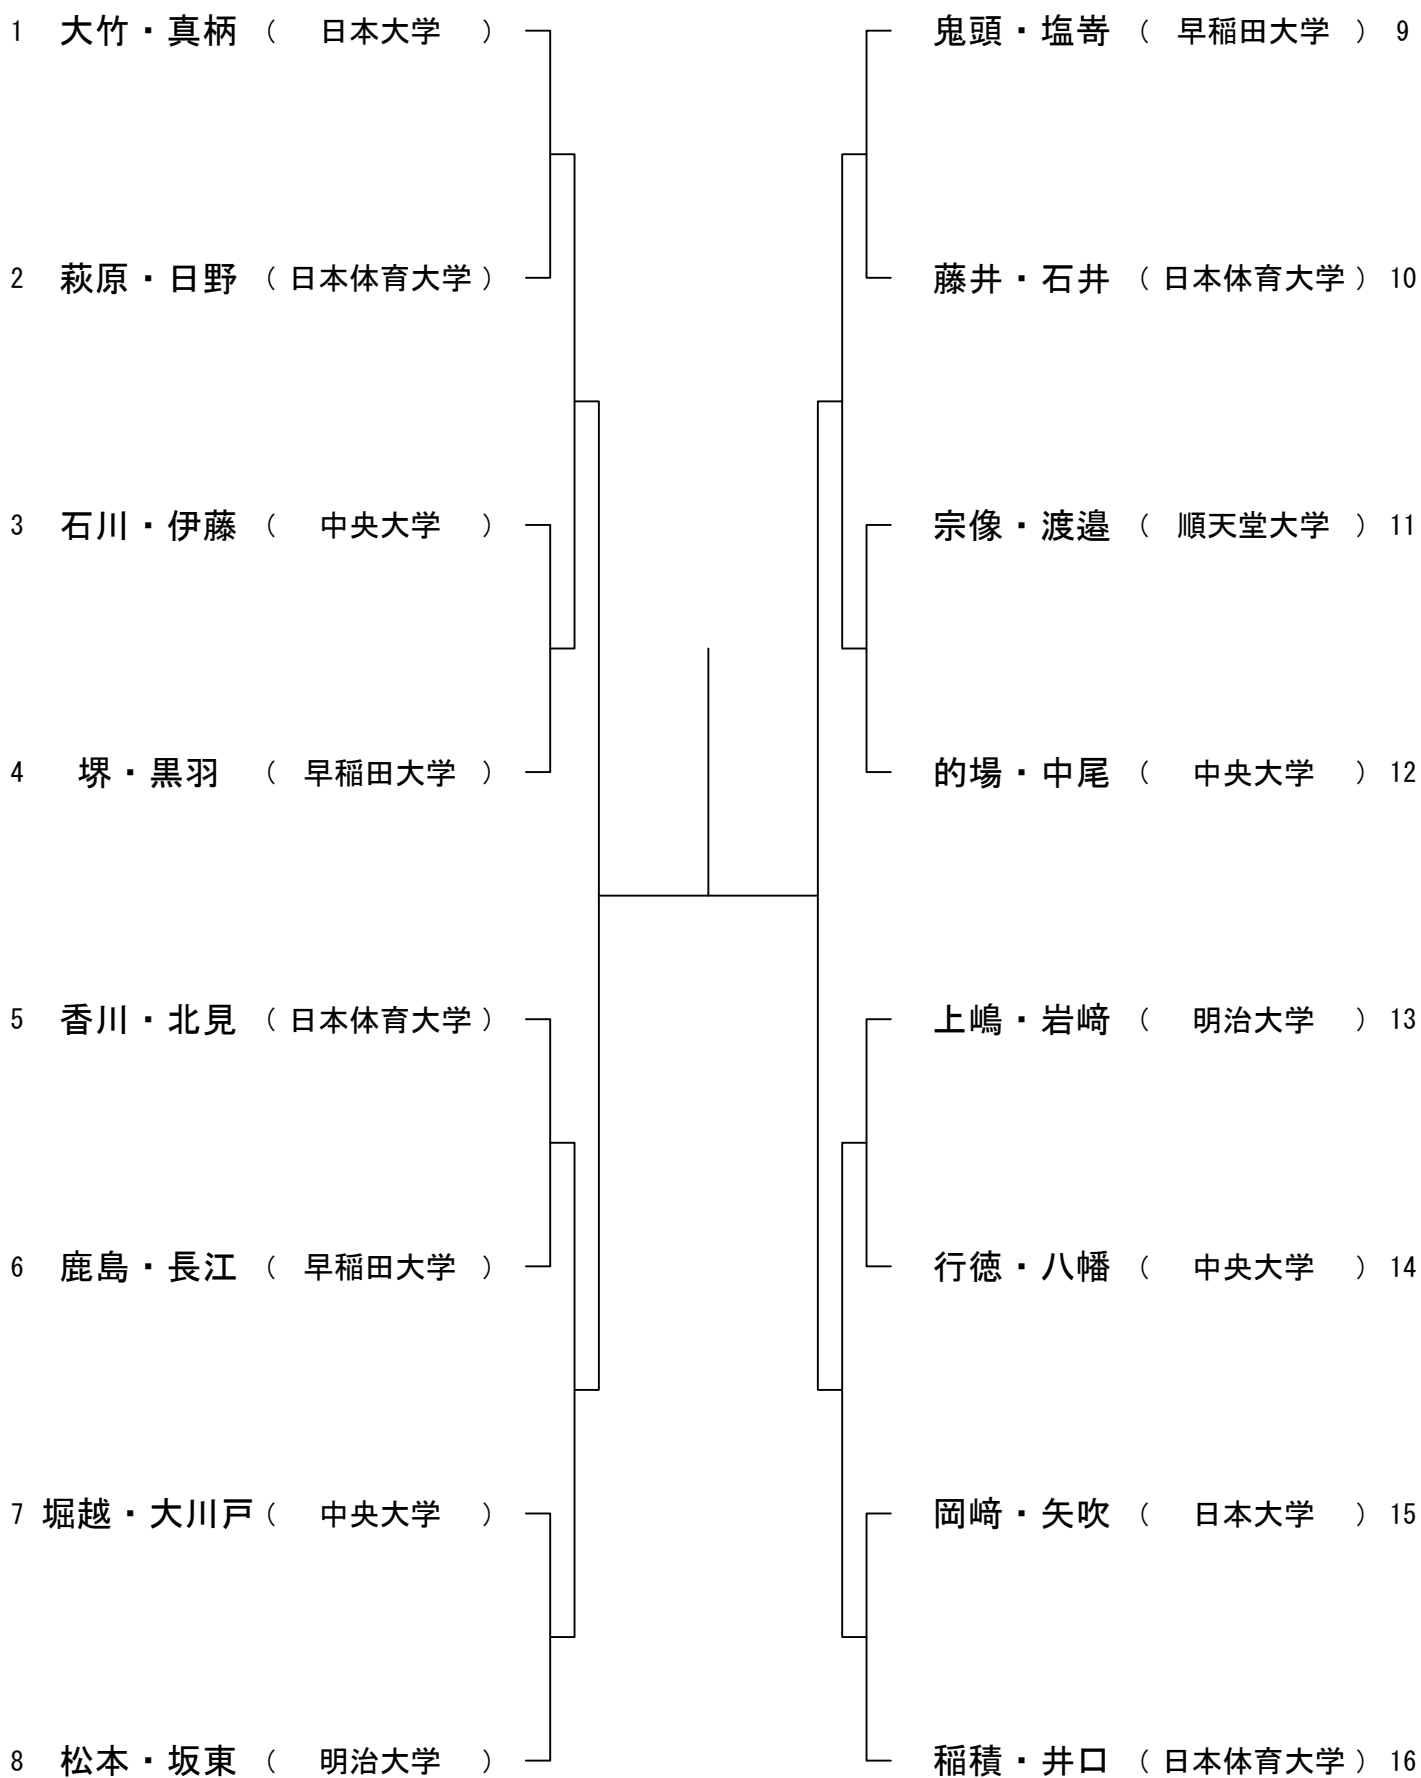 1 大竹・真柄 （ 日本大学 ）
2 萩原・日野 （ 日本体育大学 ）
3 石川・伊藤 （ 中央大学 ）
4 堺・黒羽 （ 早稲田大学 ）
5 香川・北見 （ 日本体育大学 ）
6 鹿島・長江 （ 早稲田大学 ）
7 堀越・大川戸 （ 中央大学 ）
8 松本・坂東 （ 明治大学 ）
鬼頭・塩嵜 （ 早稲田大学 ） 9
藤井・石井 （ 日本体育大学 ） 10
宗像・渡邉 （ 順天堂大学 ） 11
的場・中尾 （ 中央大学 ） 12
上嶋・岩﨑 （ 明治大学 ） 13
行徳・八幡 （ 中央大学 ） 14
岡﨑・矢吹 （ 日本大学 ） 15
稲積・井口 （ 日本体育大学 ） 16